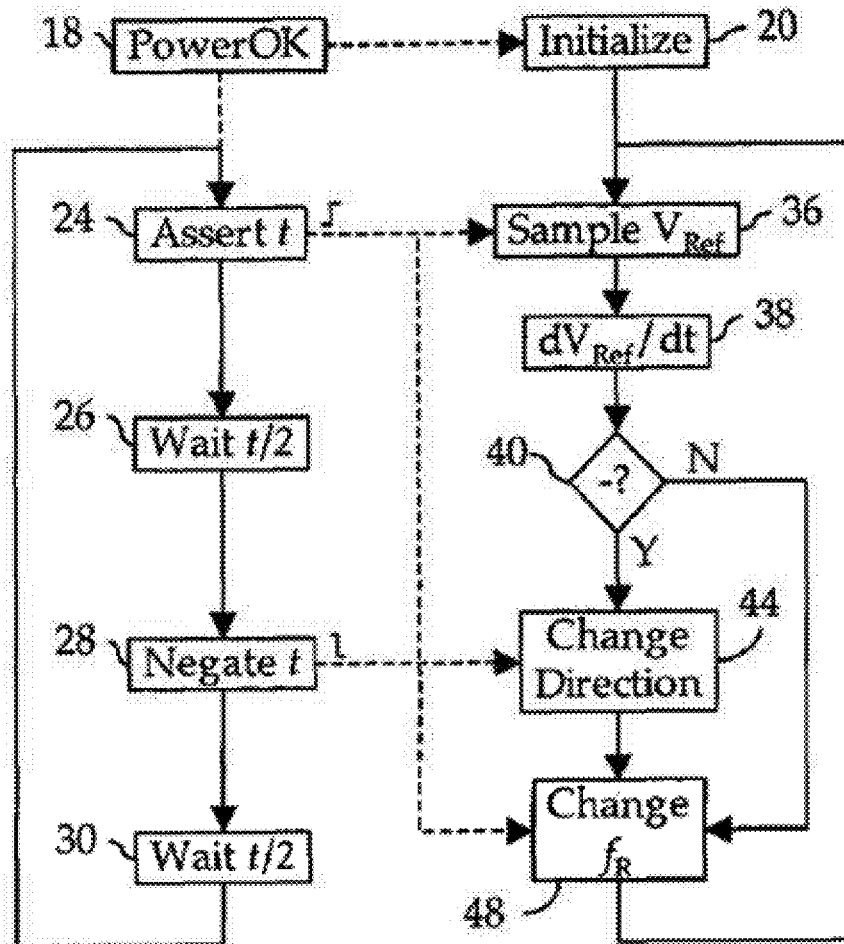 18
PowerOK
Initialize
20
24
Assert t
Sample V_Ref
36
dV_Ref/dt
38
26
Wait t/2
40
-?
N
Y
28
Negate t
Change
Direction
44
30
Wait t/2
Change
f_R
48